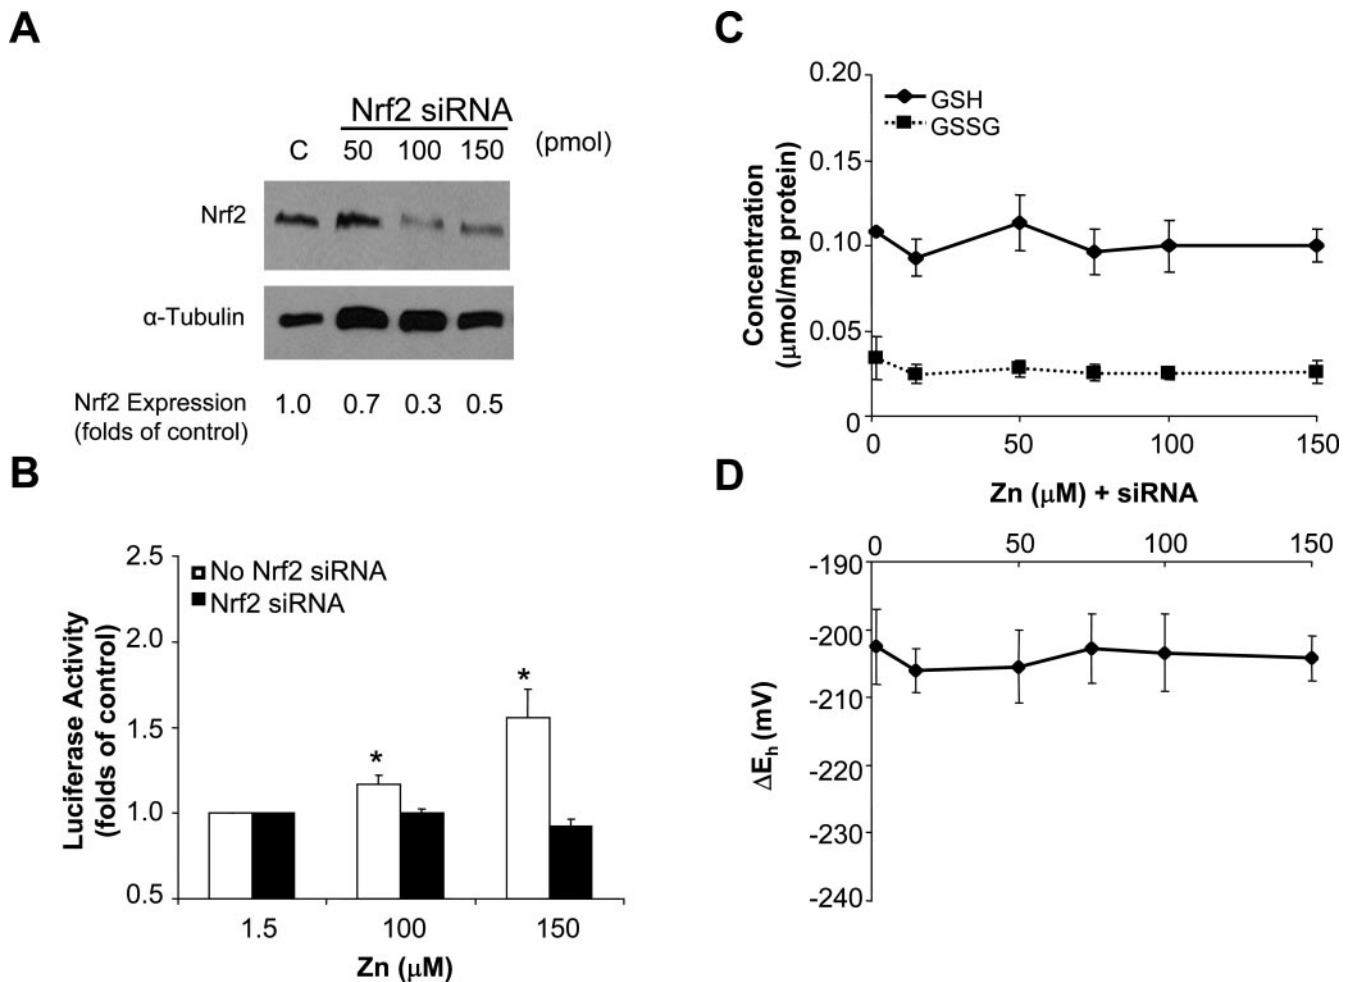 A
Nrf2 siRNA
C 50 100 150 (pmol)
Nrf2
α-Tubulin
Nrf2 Expression 1.0 0.7 0.3 0.5
(folds of control)
B
Luciferase Activity
(folds of control)
2.5
2.0
1.5
1.0
0.5
No Nrf2 siRNA
Nrf2 siRNA
*
*
1.5 100 150
Zn (μM)
C
Concentration
(μmol/mg protein)
0.20
0.15
0.10
0.05
0
GSH
GSSG
0 50 100 150
Zn (μM) + siRNA
D
0 50 100 150
ΔEh (mV)
-190
-200
-210
-220
-230
-240